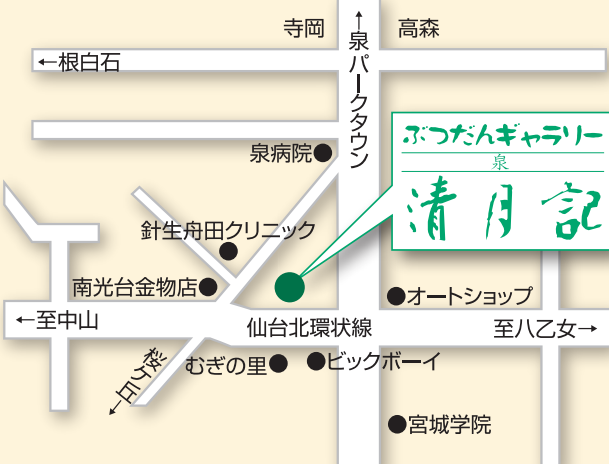 寺岡
高森
←泉パークタウン
←根白石
泉病院
ぶつだんギャラリー
泉
清月記
針生舟田クリニック
南光台金物店
オートショップ
←至中山
仙台北環状線
至八乙女→
桜ケ丘→
むぎの里
ビックボーイ
宮城学院